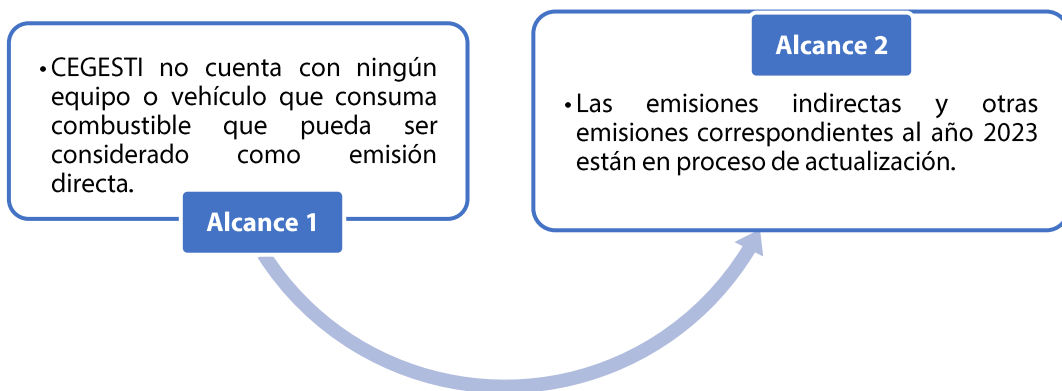 •CEGESTI no cuenta con ningún
equipo o vehículo que consuma
combustible que pueda ser
considerado como emisión
directa.
Alcance 1
Alcance 2
•Las emisiones indirectas y otras
emisiones correspondientes al año 2023
están en proceso de actualización.